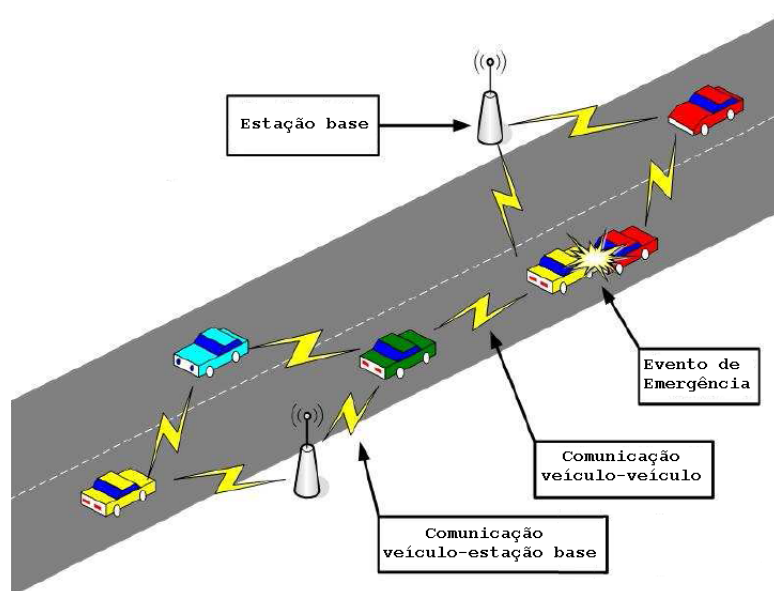 Estação base
Evento de
Emergência
Comunicação
veículo-veículo
Comunicação
veículo-estação base